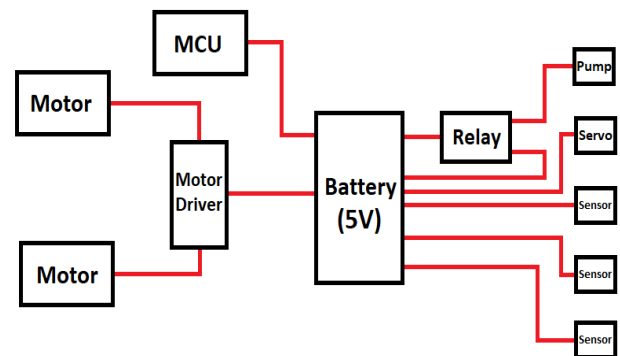 MCU
Motor
Motor
Driver
Motor
Battery
(5V)
Relay
Pump
Servo
Sensor
Sensor
Sensor